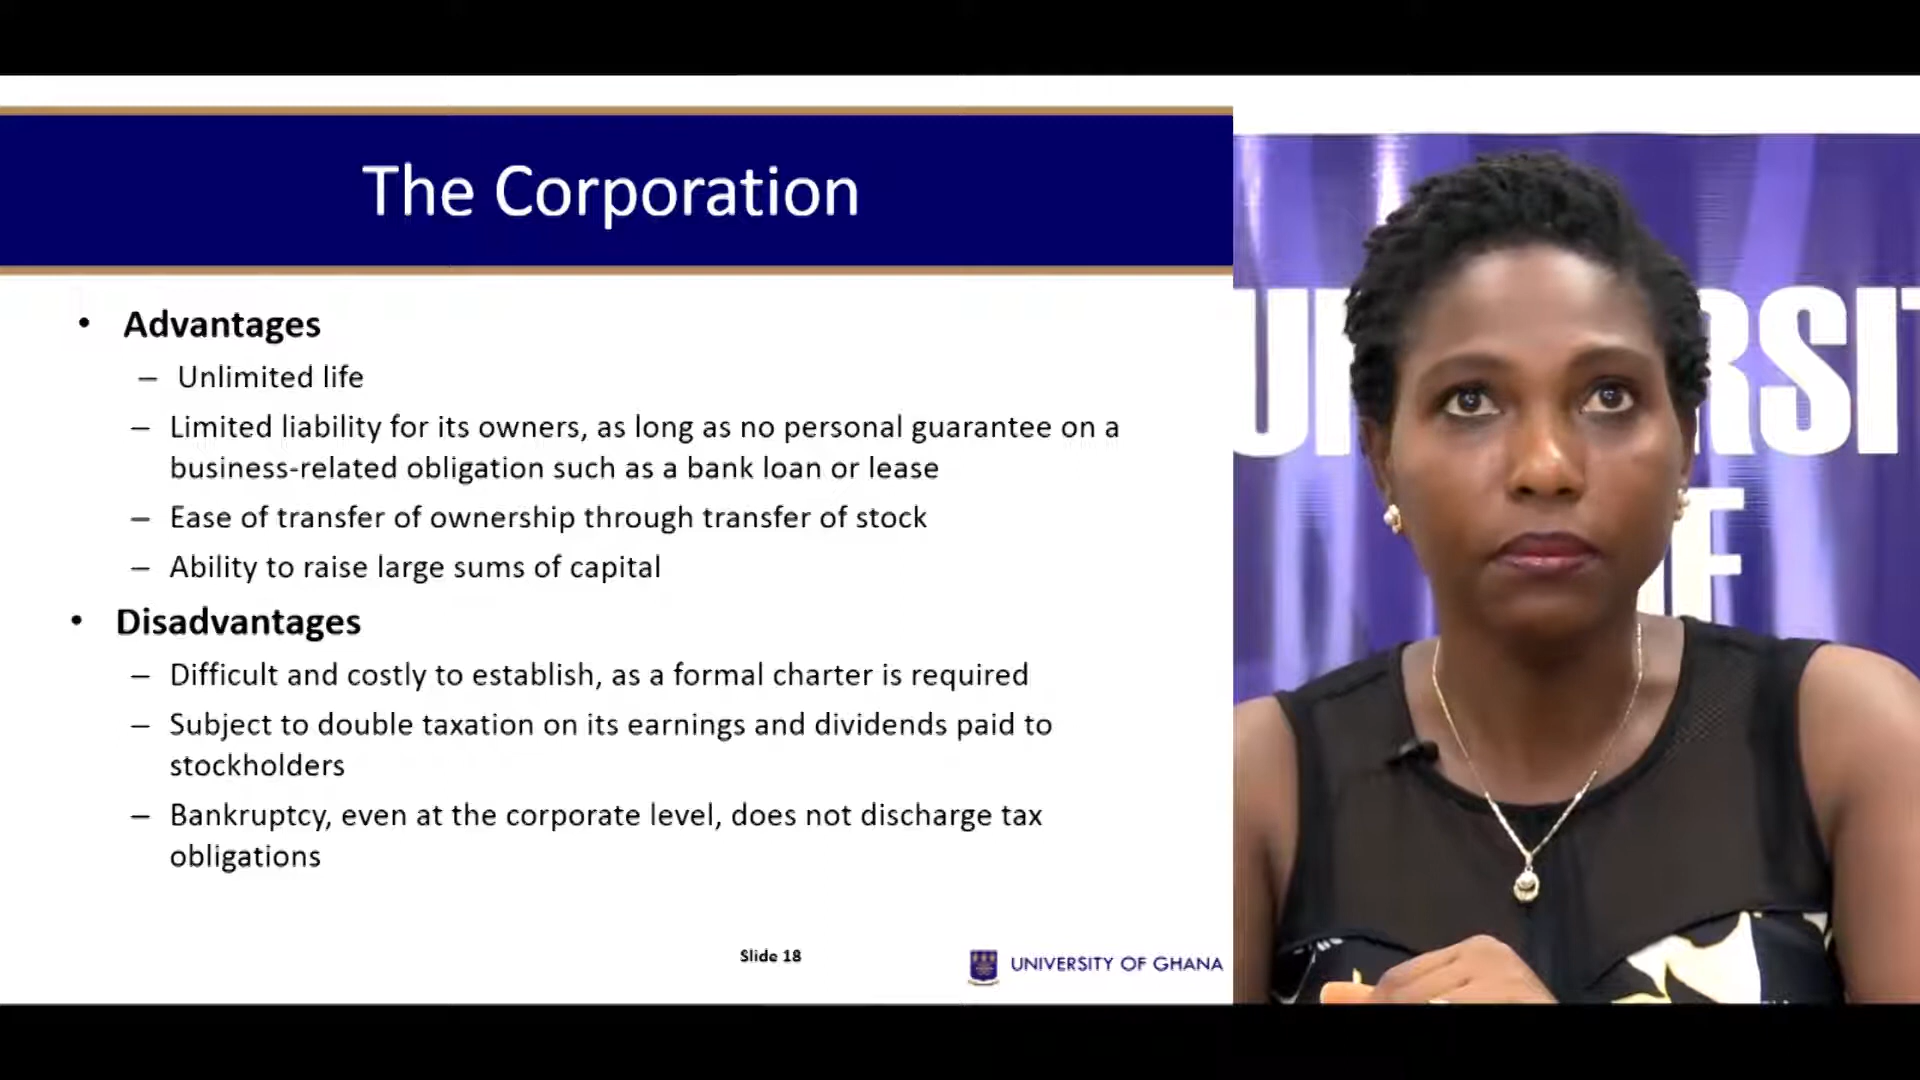 The Corporation
• Advantages
– Unlimited life
– Limited liability for its owners, as long as no personal guarantee on a
business-related obligation such as a bank loan or lease
– Ease of transfer of ownership through transfer of stock
– Ability to raise large sums of capital
• Disadvantages
– Difficult and costly to establish, as a formal charter is required
– Subject to double taxation on its earnings and dividends paid to
stockholders
– Bankruptcy, even at the corporate level, does not discharge tax
obligations
Slide 18
UNIVERSITY OF GHANA